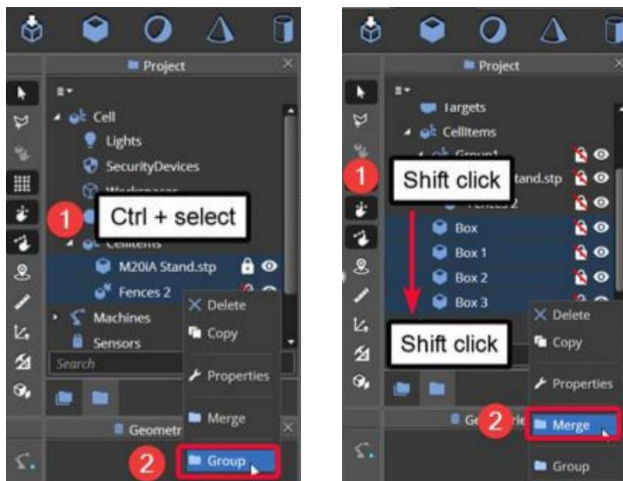 Project
Cell
Lights
SecurityDevices
Workspaces
1
Ctrl + select
CellItems
M20iA Stand.stp
Fences 2
Machines
Sensors
Search
Delete
Copy
Properties
Merge
2
Group
Project
Targets
CellItems
Group1
1
Shift click
Fences 2
Box
Box 1
Box 2
Box 3
Shift click
Delete
Copy
Properties
2
Merge
Group